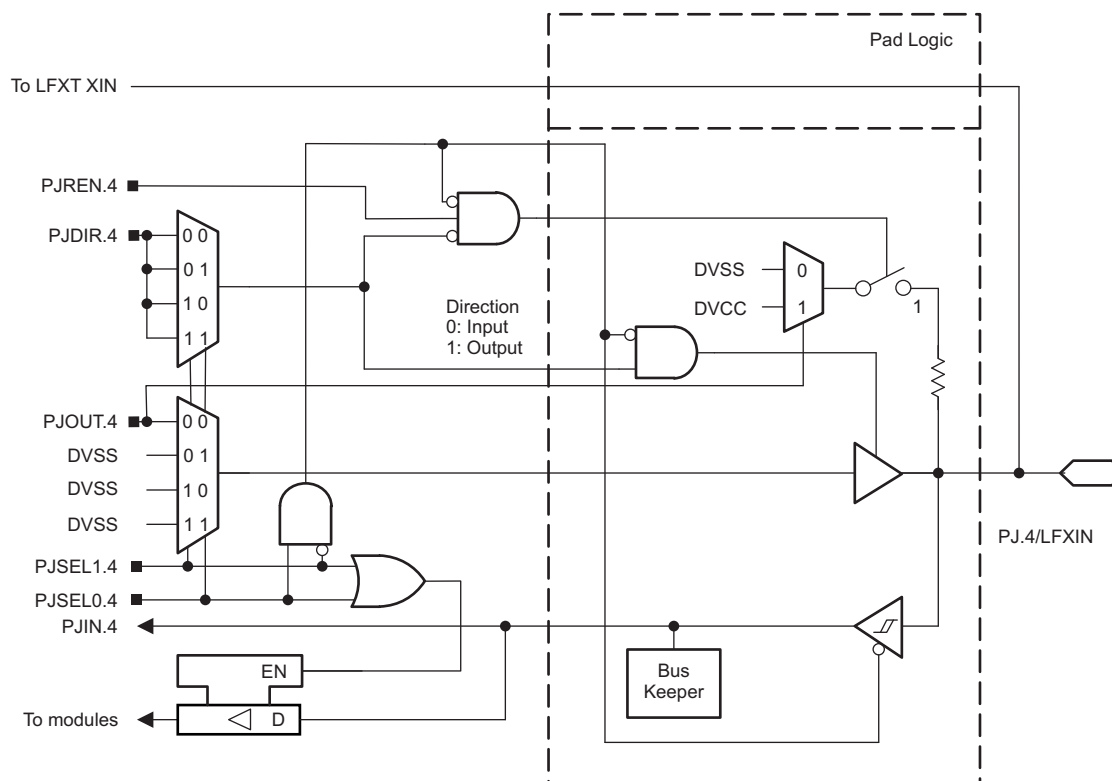 Pad Logic
To LFXT XIN
PJREN.4
PJDIR.4
0 0
0 1
1 0
1 1
Direction
0: Input
1: Output
DVSS
0
DVCC
1
1
PJOUT.4
0 0
DVSS
0 1
DVSS
1 0
DVSS
1 1
PJ.4/LFXIN
PJSEL1.4
PJSEL0.4
PJIN.4
Bus
Keeper
EN
To modules
D